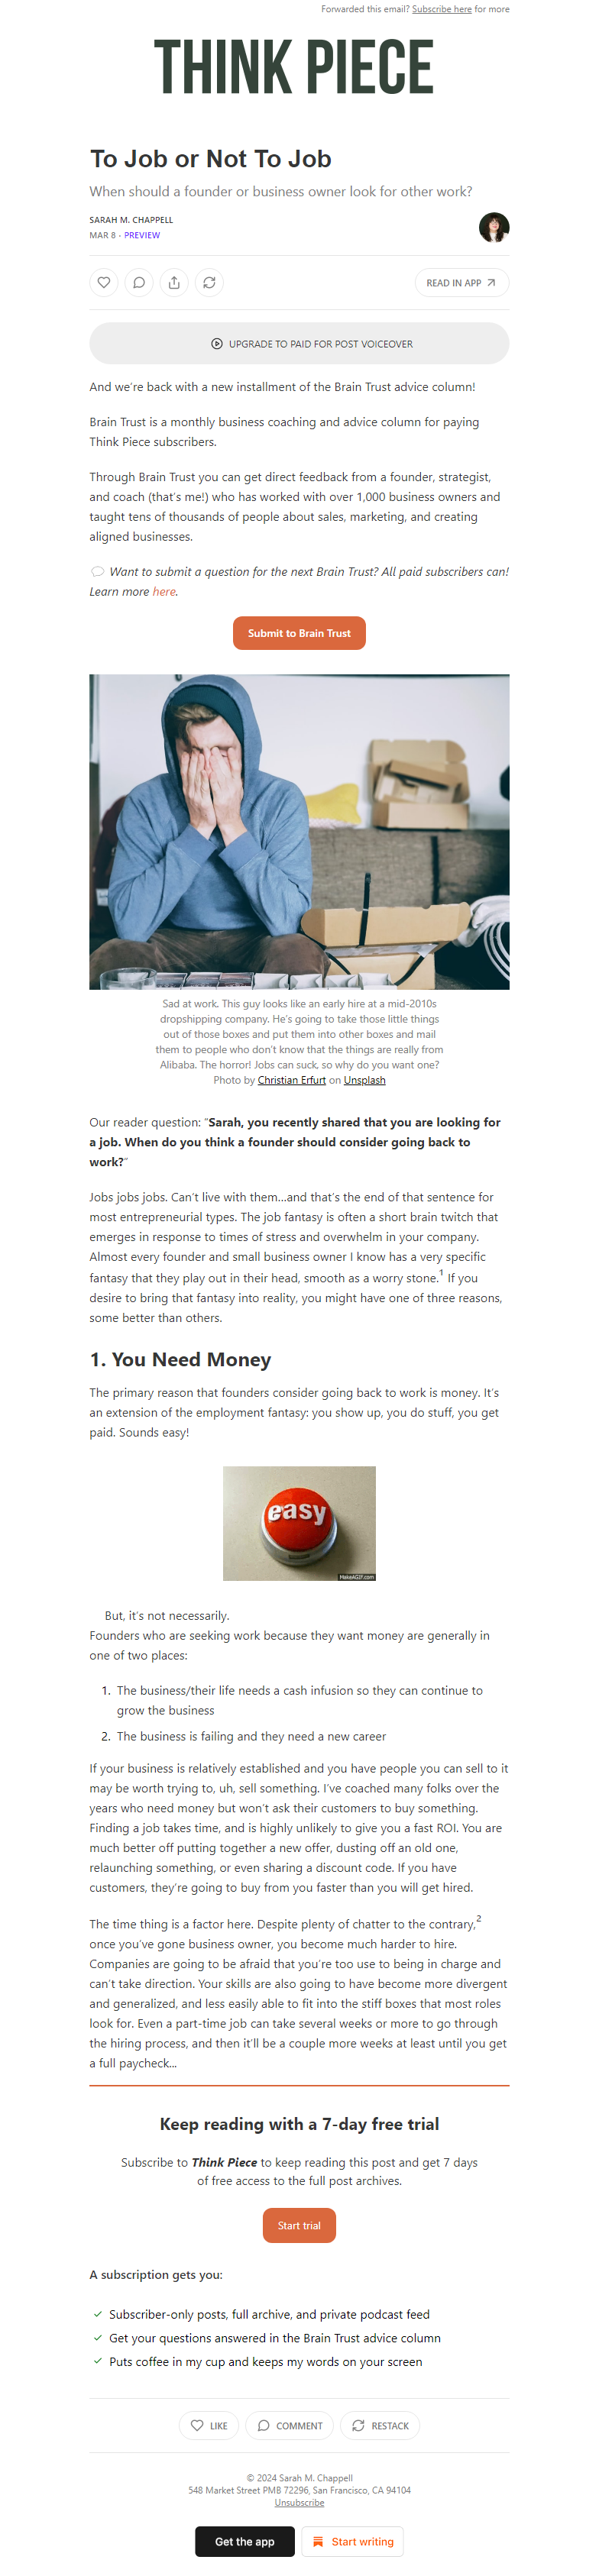 Forwarded this email? Subscribe here for more
THINK PIECE
To Job or Not To Job
When should a founder or business owner look for other work?
SARAH M. CHAPPELL
MAR 8 · PREVIEW
READ IN APP
UPGRADE TO PAID FOR POST VOICEOVER
And we’re back with a new installment of the Brain Trust advice column!
Brain Trust is a monthly business coaching and advice column for paying
Think Piece subscribers.
Through Brain Trust you can get direct feedback from a founder, strategist,
and coach (that’s me!) who has worked with over 1,000 business owners and
taught tens of thousands of people about sales, marketing, and creating
aligned businesses.
Want to submit a question for the next Brain Trust? All paid subscribers can!
Learn more here.
Submit to Brain Trust
Sad at work. This guy looks like an early hire at a mid-2010s
dropshipping company. He’s going to take those little things
out of those boxes and put them into other boxes and mail
them to people who don’t know that the things are really from
Alibaba. The horror! Jobs can suck, so why do you want one?
Photo by Christian Erfurt on Unsplash
Our reader question: “Sarah, you recently shared that you are looking for
a job. When do you think a founder should consider going back to
work?”
Jobs jobs jobs. Can’t live with them…and that’s the end of that sentence for
most entrepreneurial types. The job fantasy is often a short brain twitch that
emerges in response to times of stress and overwhelm in your company.
Almost every founder and small business owner I know has a very specific
fantasy that they play out in their head, smooth as a worry stone.1 If you
desire to bring that fantasy into reality, you might have one of three reasons,
some better than others.
1. You Need Money
The primary reason that founders consider going back to work is money. It’s
an extension of the employment fantasy: you show up, you do stuff, you get
paid. Sounds easy!
easy
MakeAGIF.com
But, it’s not necessarily.
Founders who are seeking work because they want money are generally in
one of two places:
1. The business/their life needs a cash infusion so they can continue to
grow the business
2. The business is failing and they need a new career
If your business is relatively established and you have people you can sell to it
may be worth trying to, uh, sell something. I’ve coached many folks over the
years who need money but won’t ask their customers to buy something.
Finding a job takes time, and is highly unlikely to give you a fast ROI. You are
much better off putting together a new offer, dusting off an old one,
relaunching something, or even sharing a discount code. If you have
customers, they’re going to buy from you faster than you will get hired.
The time thing is a factor here. Despite plenty of chatter to the contrary,2
once you’ve gone business owner, you become much harder to hire.
Companies are going to be afraid that you’re too use to being in charge and
can’t take direction. Your skills are also going to have become more divergent
and generalized, and less easily able to fit into the stiff boxes that most roles
look for. Even a part-time job can take several weeks or more to go through
the hiring process, and then it’ll be a couple more weeks at least until you get
a full paycheck...
Keep reading with a 7-day free trial
Subscribe to Think Piece to keep reading this post and get 7 days
of free access to the full post archives.
Start trial
A subscription gets you:
Subscriber-only posts, full archive, and private podcast feed
Get your questions answered in the Brain Trust advice column
Puts coffee in my cup and keeps my words on your screen
LIKE COMMENT RESTACK
© 2024 Sarah M. Chappell
548 Market Street PMB 72296, San Francisco, CA 94104
Unsubscribe
Get the app Start writing